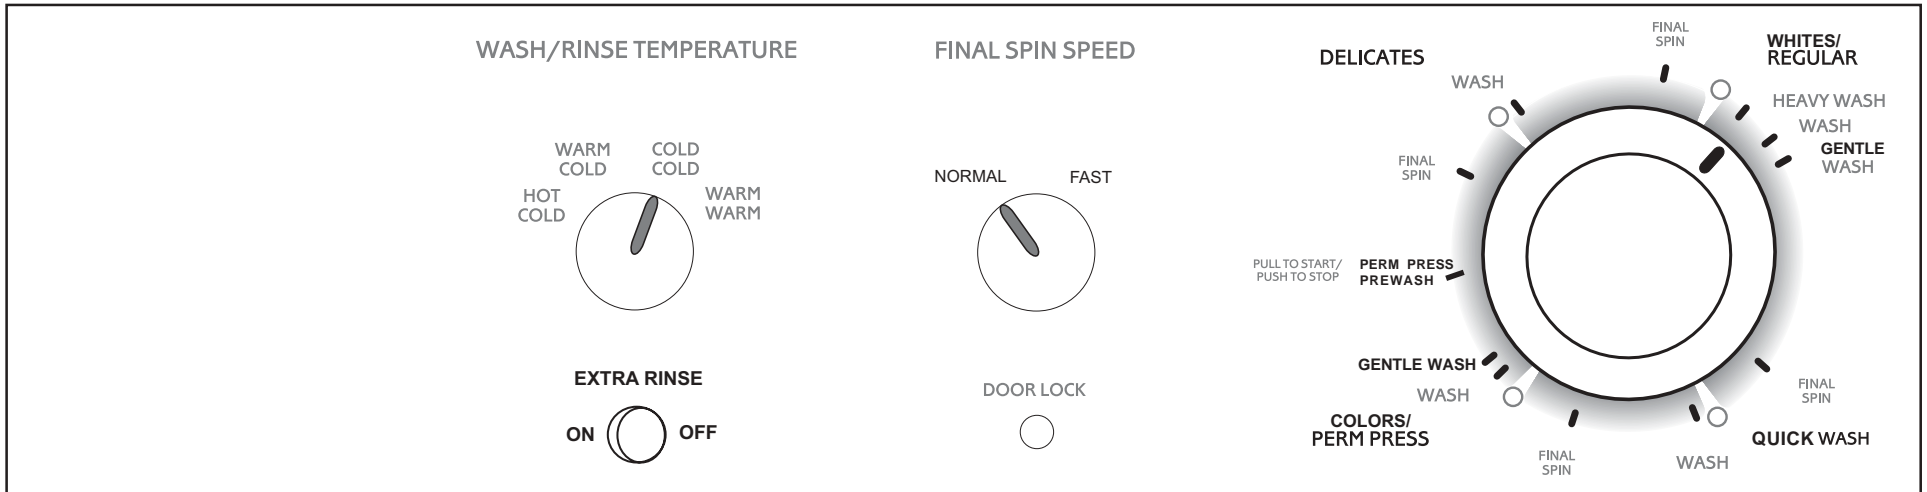 WASH/RINSE TEMPERATURE
WARM
COLD
COLD
COLD
HOT
COLD
WARM
WARM
EXTRA RINSE
ON
OFF
FINAL SPIN SPEED
NORMAL
FAST
DOOR LOCK
DELICATES
WASH
FINAL
SPIN
FINAL
SPIN
WHITES/
REGULAR
HEAVY WASH
WASH
GENTLE
WASH
PULL TO START/
PUSH TO STOP
PERM PRESS
PREWASH
GENTLE WASH
WASH
COLORS/
PERM PRESS
FINAL
SPIN
FINAL
SPIN
QUICK WASH
WASH